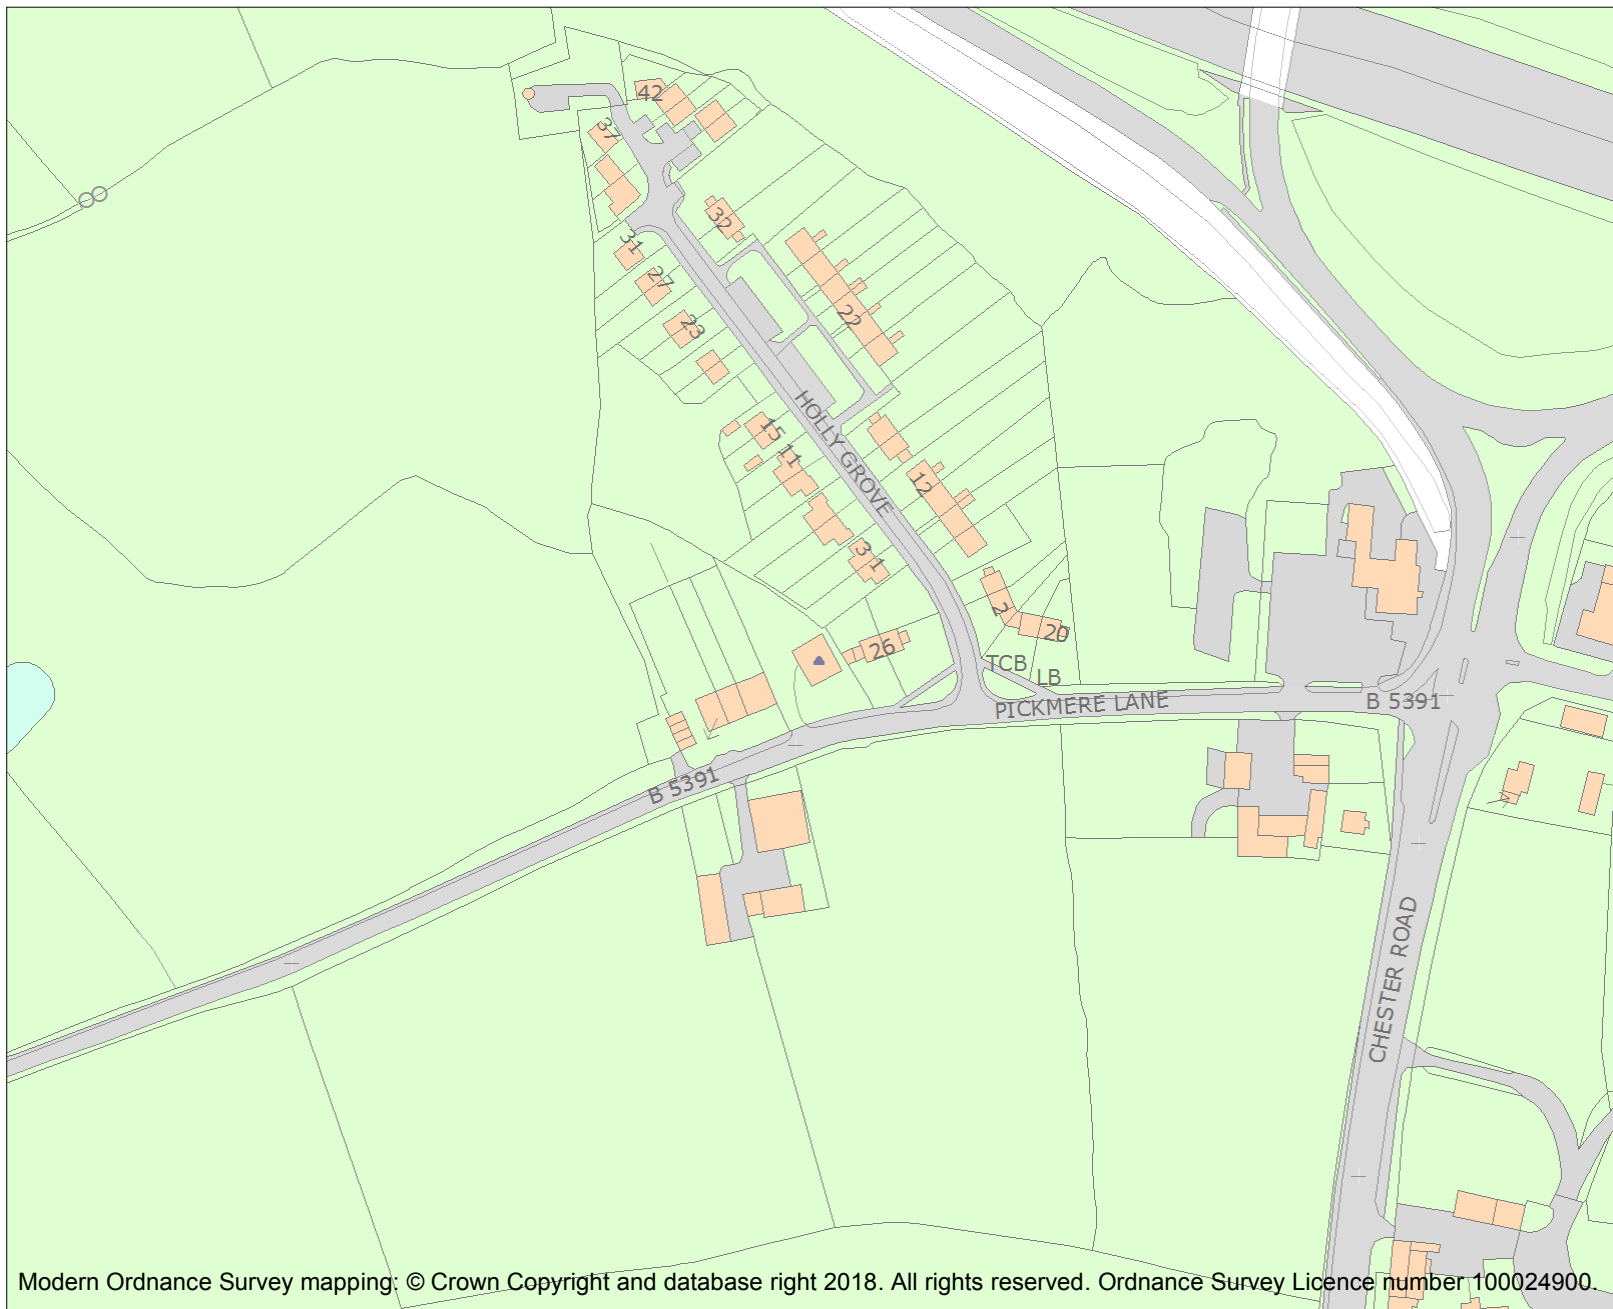 42
37
32
31
27
22
23
HOLLY GROVE
15
11
12
3
1
2
20
26
TCB
LB
PICKMERE LANE
B 5391
B 5391
CHESTER ROAD
Modern Ordnance Survey mapping: © Crown Copyright and database right 2018. All rights reserved. Ordnance Survey Licence number 100024900.